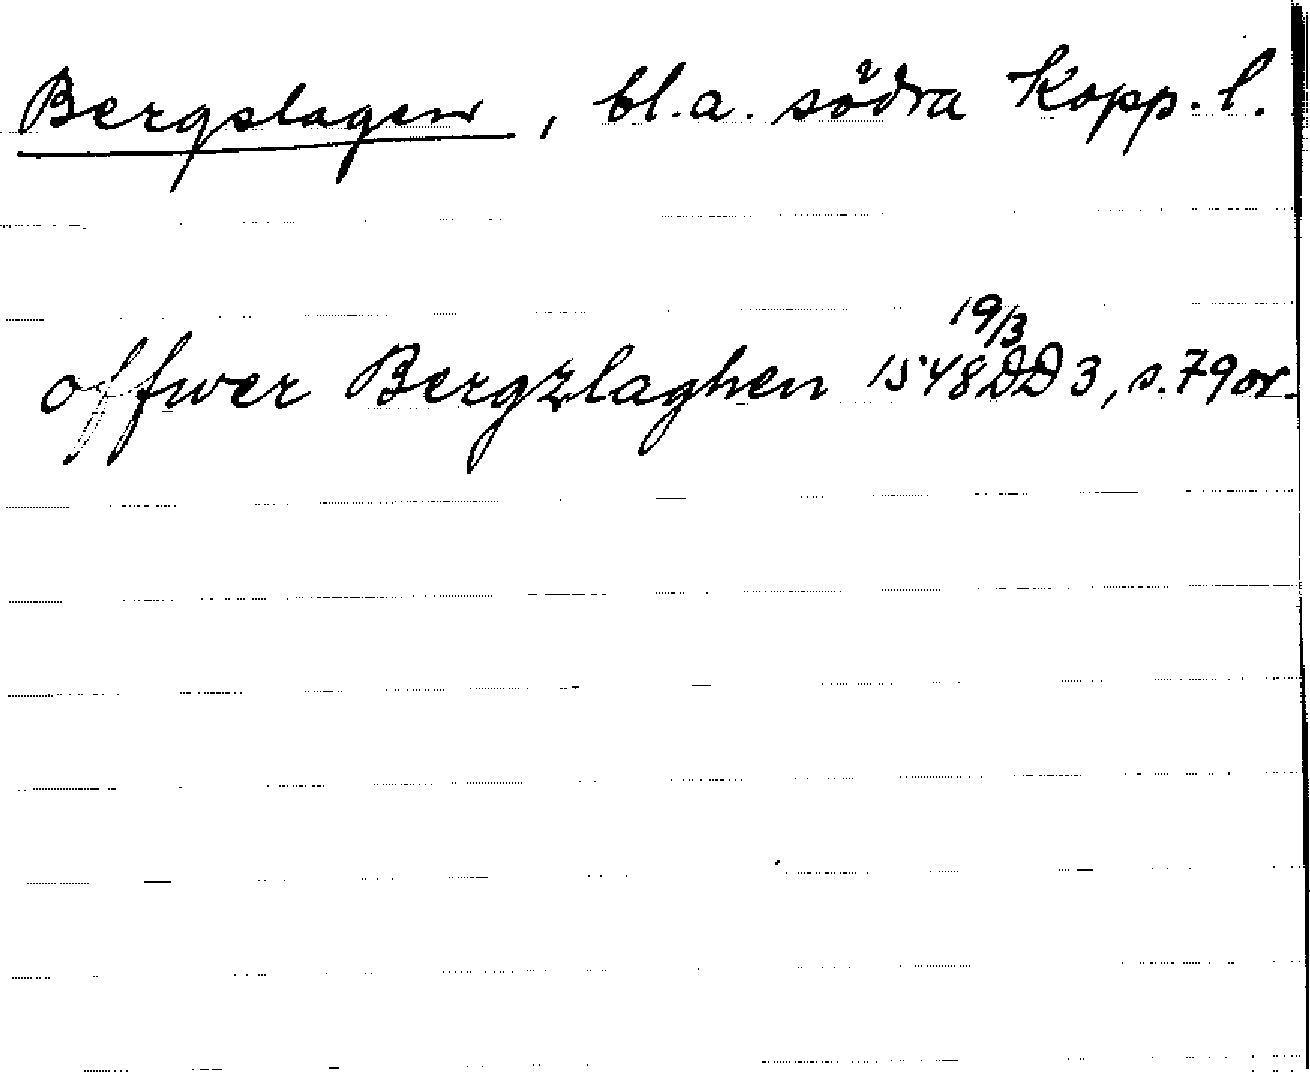 Bergslagen, bl.a. södra Kopp. l.
offwer Bergzlaghen 1548 19/3 DD 3, s. 79 or.